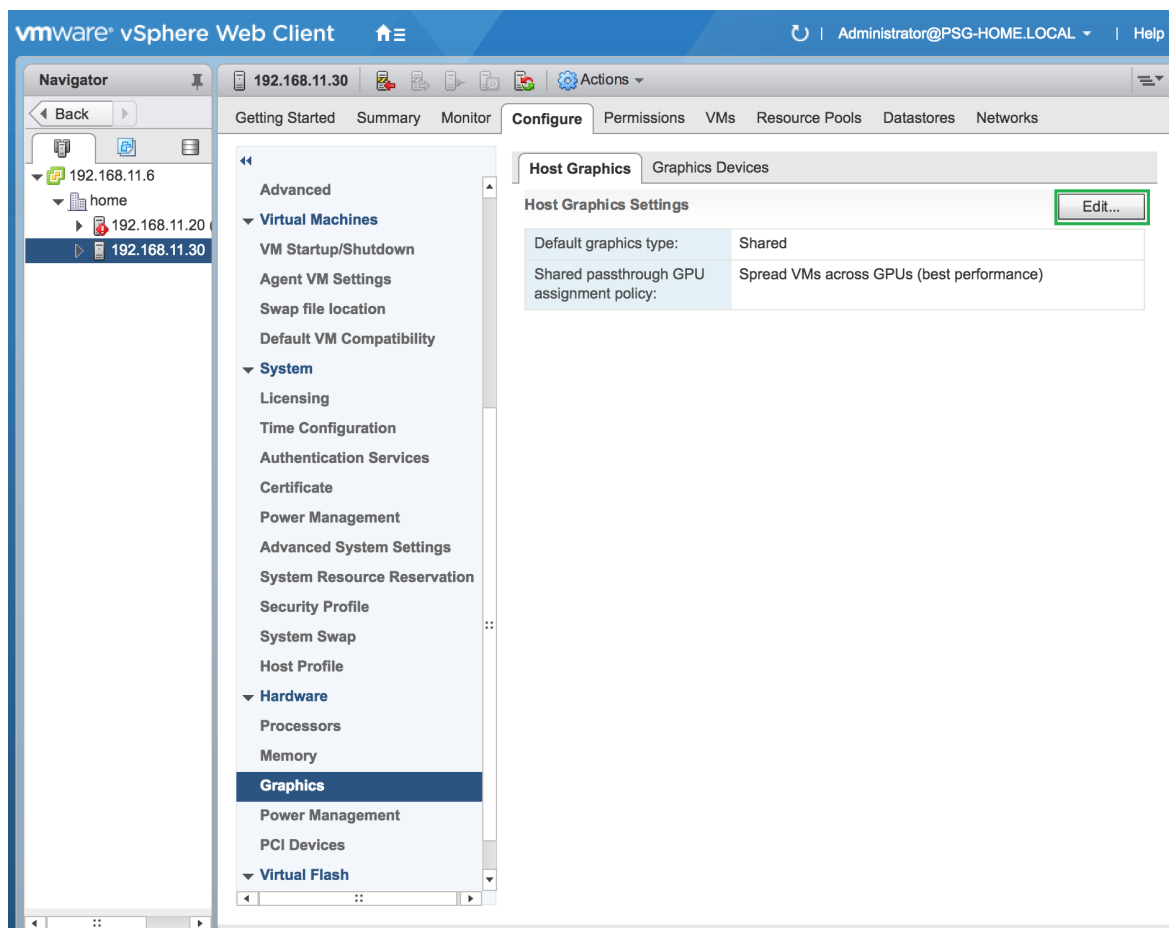 vmware® vSphere Web Client
Administrator@PSG-HOME.LOCAL
Help
Navigator
Back
192.168.11.6
home
192.168.11.20 (
192.168.11.30
192.168.11.30
Actions
Getting Started
Summary
Monitor
Configure
Permissions
VMs
Resource Pools
Datastores
Networks
Advanced
Virtual Machines
VM Startup/Shutdown
Agent VM Settings
Swap file location
Default VM Compatibility
System
Licensing
Time Configuration
Authentication Services
Certificate
Power Management
Advanced System Settings
System Resource Reservation
Security Profile
System Swap
Host Profile
Hardware
Processors
Memory
Graphics
Power Management
PCI Devices
Virtual Flash
Host Graphics
Graphics Devices
Host Graphics Settings
Edit...
Default graphics type:
Shared
Shared passthrough GPU
assignment policy:
Spread VMs across GPUs (best performance)